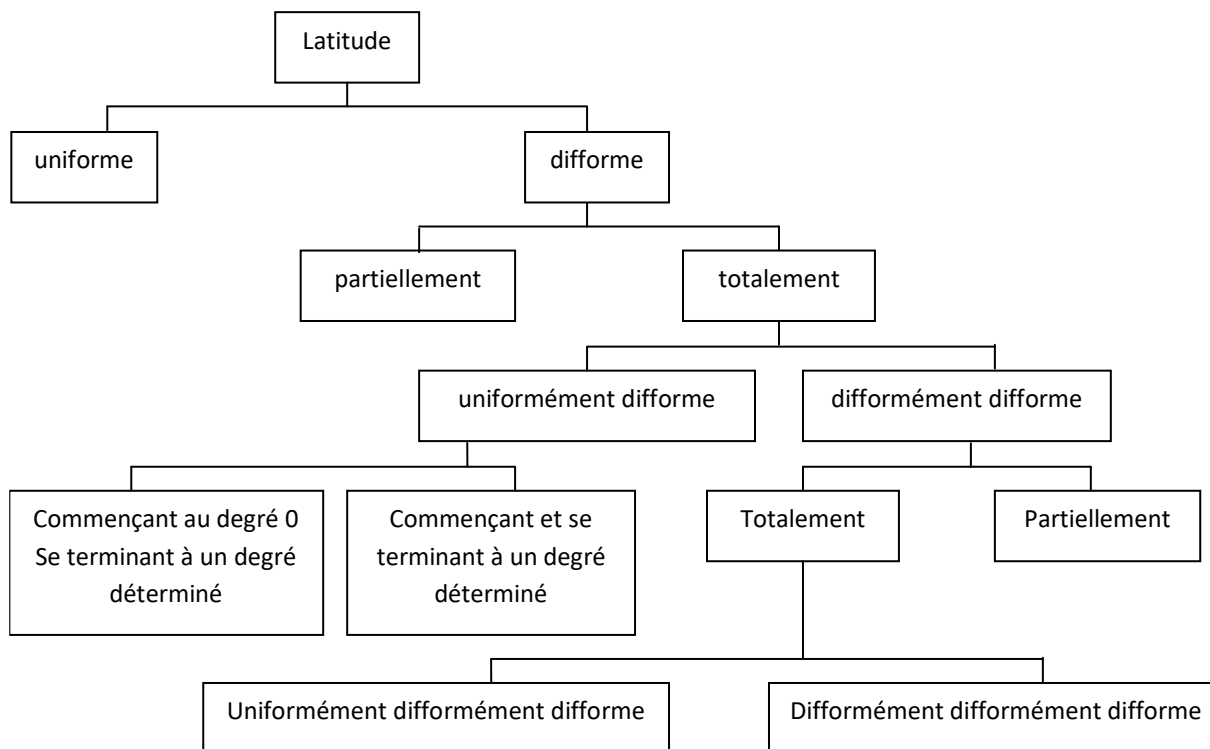 Latitude
uniforme
difforme
partiellement
totalement
uniformément difforme
difformément difforme
Commençant au degré 0
Se terminant à un degré
déterminé
Commençant et se
terminant à un degré
déterminé
Totalement
Partiellement
Uniformément difformément difforme
Difformément difformément difforme